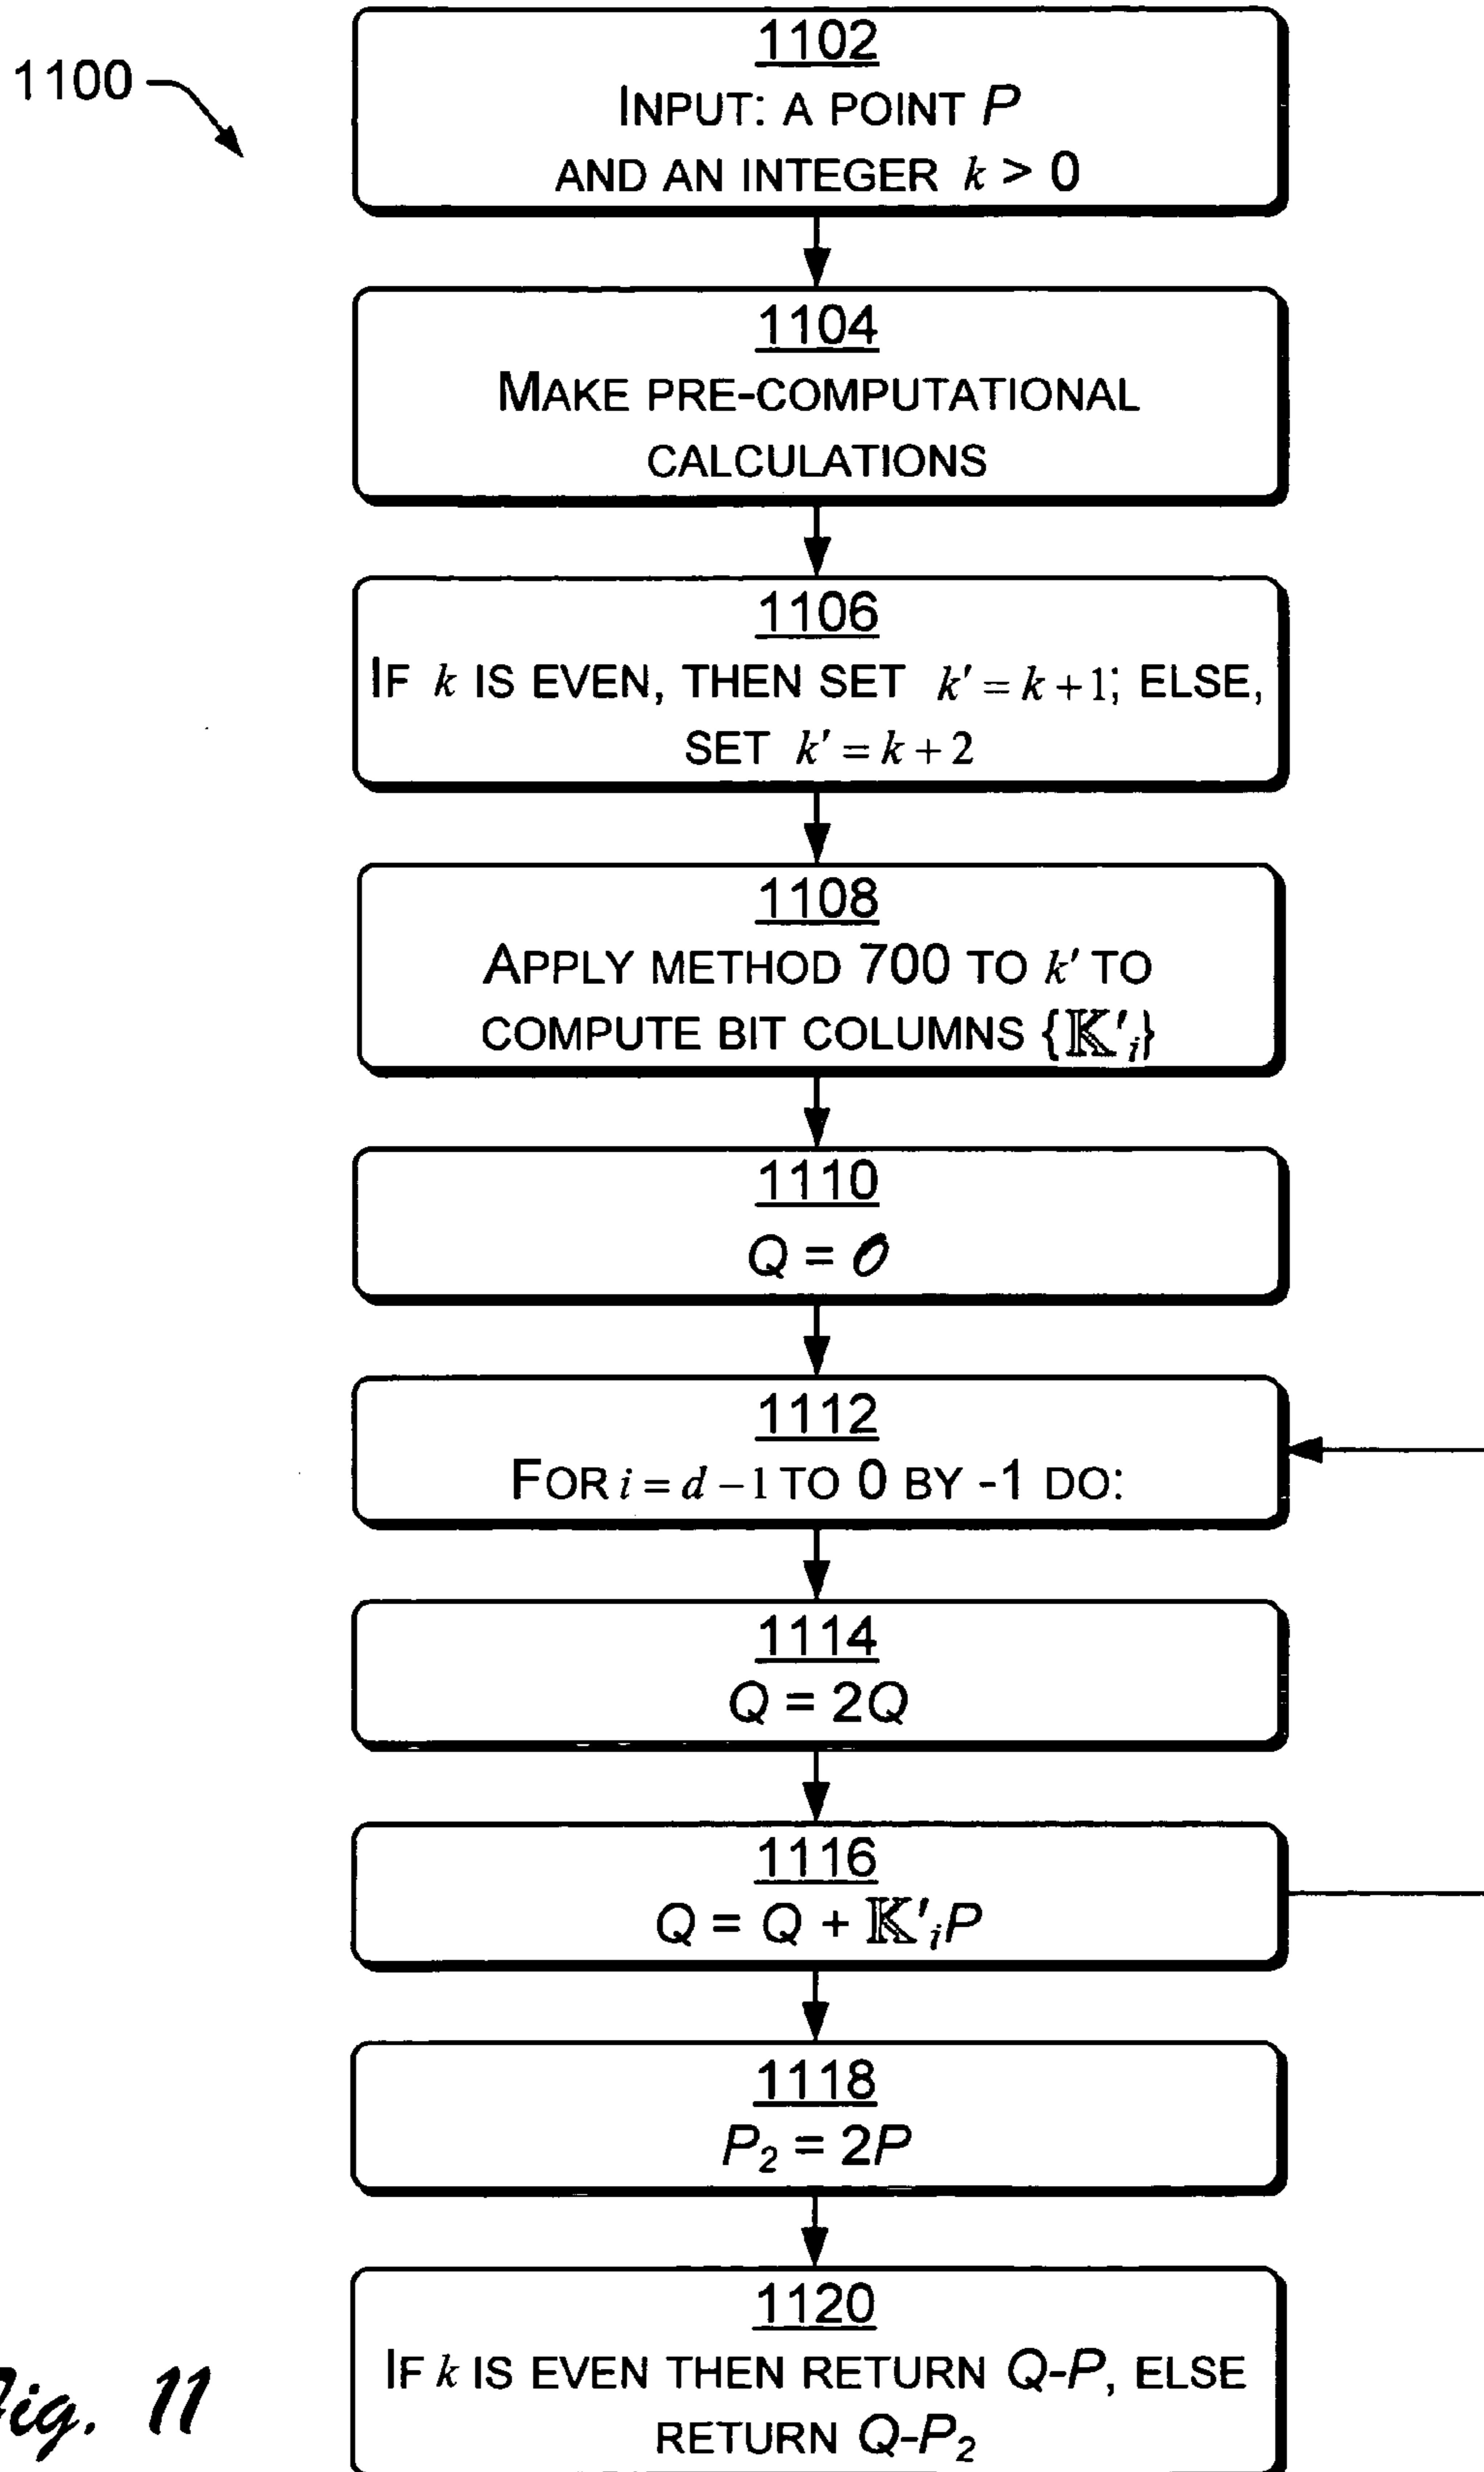 1100
1102
INPUT: A POINT P
AND AN INTEGER k > 0
1104
MAKE PRE-COMPUTATIONAL
CALCULATIONS
1106
IF k IS EVEN, THEN SET k′ = k + 1; ELSE,
SET k′ = k + 2
1108
APPLY METHOD 700 TO k′ TO
COMPUTE BIT COLUMNS {𝕂′ᵢ}
1110
Q = 𝒪
1112
FOR i = d – 1 TO 0 BY -1 DO:
1114
Q = 2Q
1116
Q = Q + 𝕂′ᵢP
1118
P₂ = 2P
1120
IF k IS EVEN THEN RETURN Q-P, ELSE
RETURN Q-P₂
Fig. 11